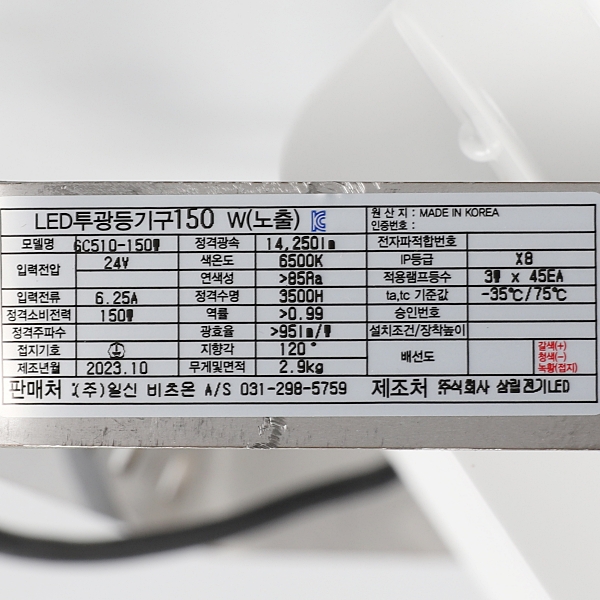 LED투광등기구150 W(노출)
원 산 지 : MADE IN KOREA
인증번호 :
모델명 GC510-150W 정격광속 14,250lm 전자파적합번호
입력전압 24V 색온도 6500K IP등급 X8
연색성 >85Ra 적용램프등수 3W x 45EA
입력전류 6.25A 정격수명 3500H ta,tc 기준값 -35℃/75℃
정격소비전력 150W 역률 >0.99 승인번호
정격주파수 광효율 >95lm/W 설치조건/장착높이
접지기호 지향각 120° 배선도 갈색(+)
청색(-)
녹황(접지)
제조년월 2023.10 무게및면적 2.9kg
판매처 :(주)일신 비츠온 A/S 031-298-5759 제조처 주식회사 삼립전기LED